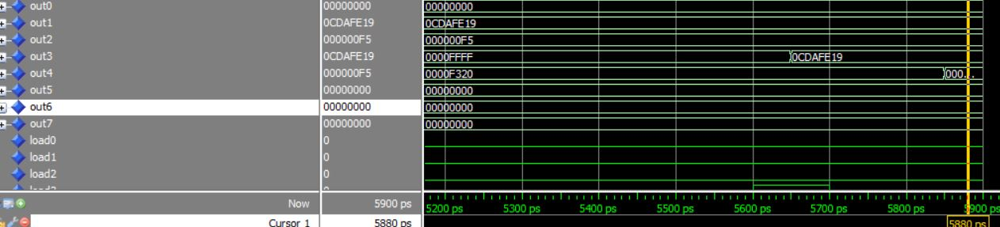 out0 00000000 00000000
out1 0CDAFE19 0CDAFE19
out2 000000F5 000000F5
out3 0CDAFE19 0000FFFF 0CDAFE19
out4 000000F5 0000F320 000...
out5 00000000 00000000
out6 00000000 00000000
out7 00000000 00000000
load0 0
load1 0
load2 0
Now 5900 ps 5200 ps 5300 ps 5400 ps 5500 ps 5600 ps 5700 ps 5800 ps 5900 ps
Cursor 1 5880 ps 5880 ps